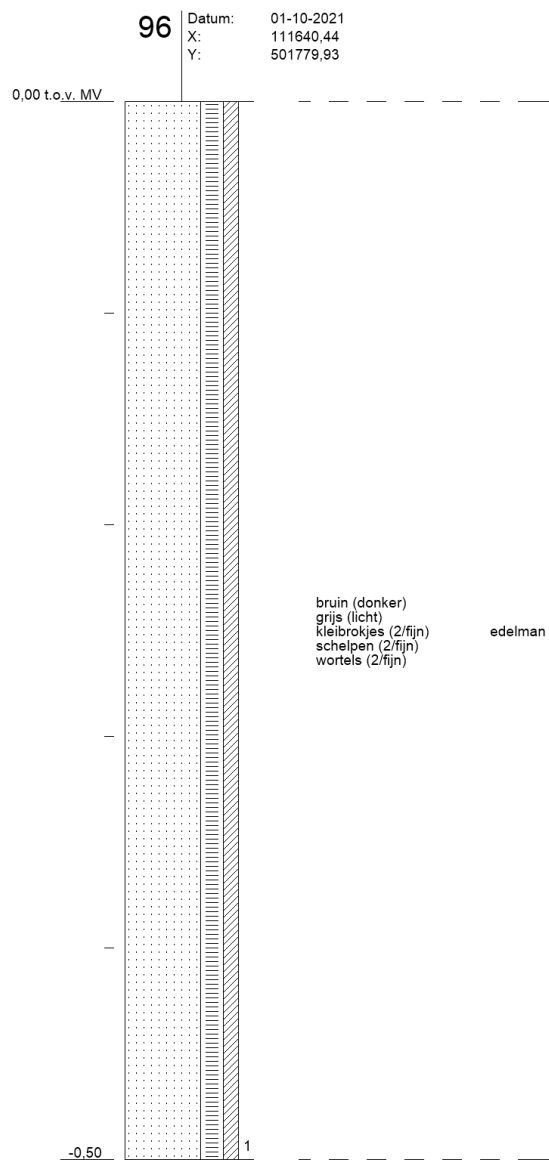 96
Datum: 01-10-2021
X: 111640,44
Y: 501779,93
0,00 t.o.v. MV
bruin (donker)
grijs (licht)
kleibrokjes (2/fijn) edelman
schelpen (2/fijn)
wortels (2/fijn)
1
-0,50